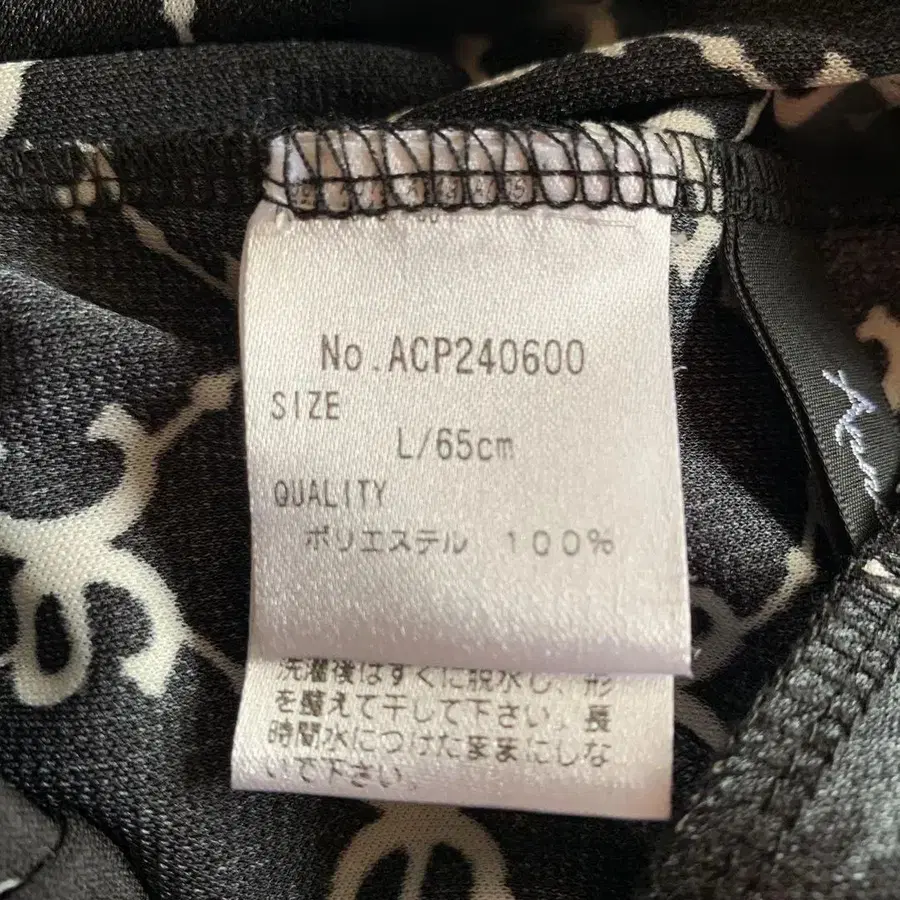 No.ACP240600
SIZE
L/65cm
QUALITY
ポリエステル 100%
洗濯後はすぐに脱水し、形
を整えて干して下さい。長
時間水につけたままにしな
いで下さい。